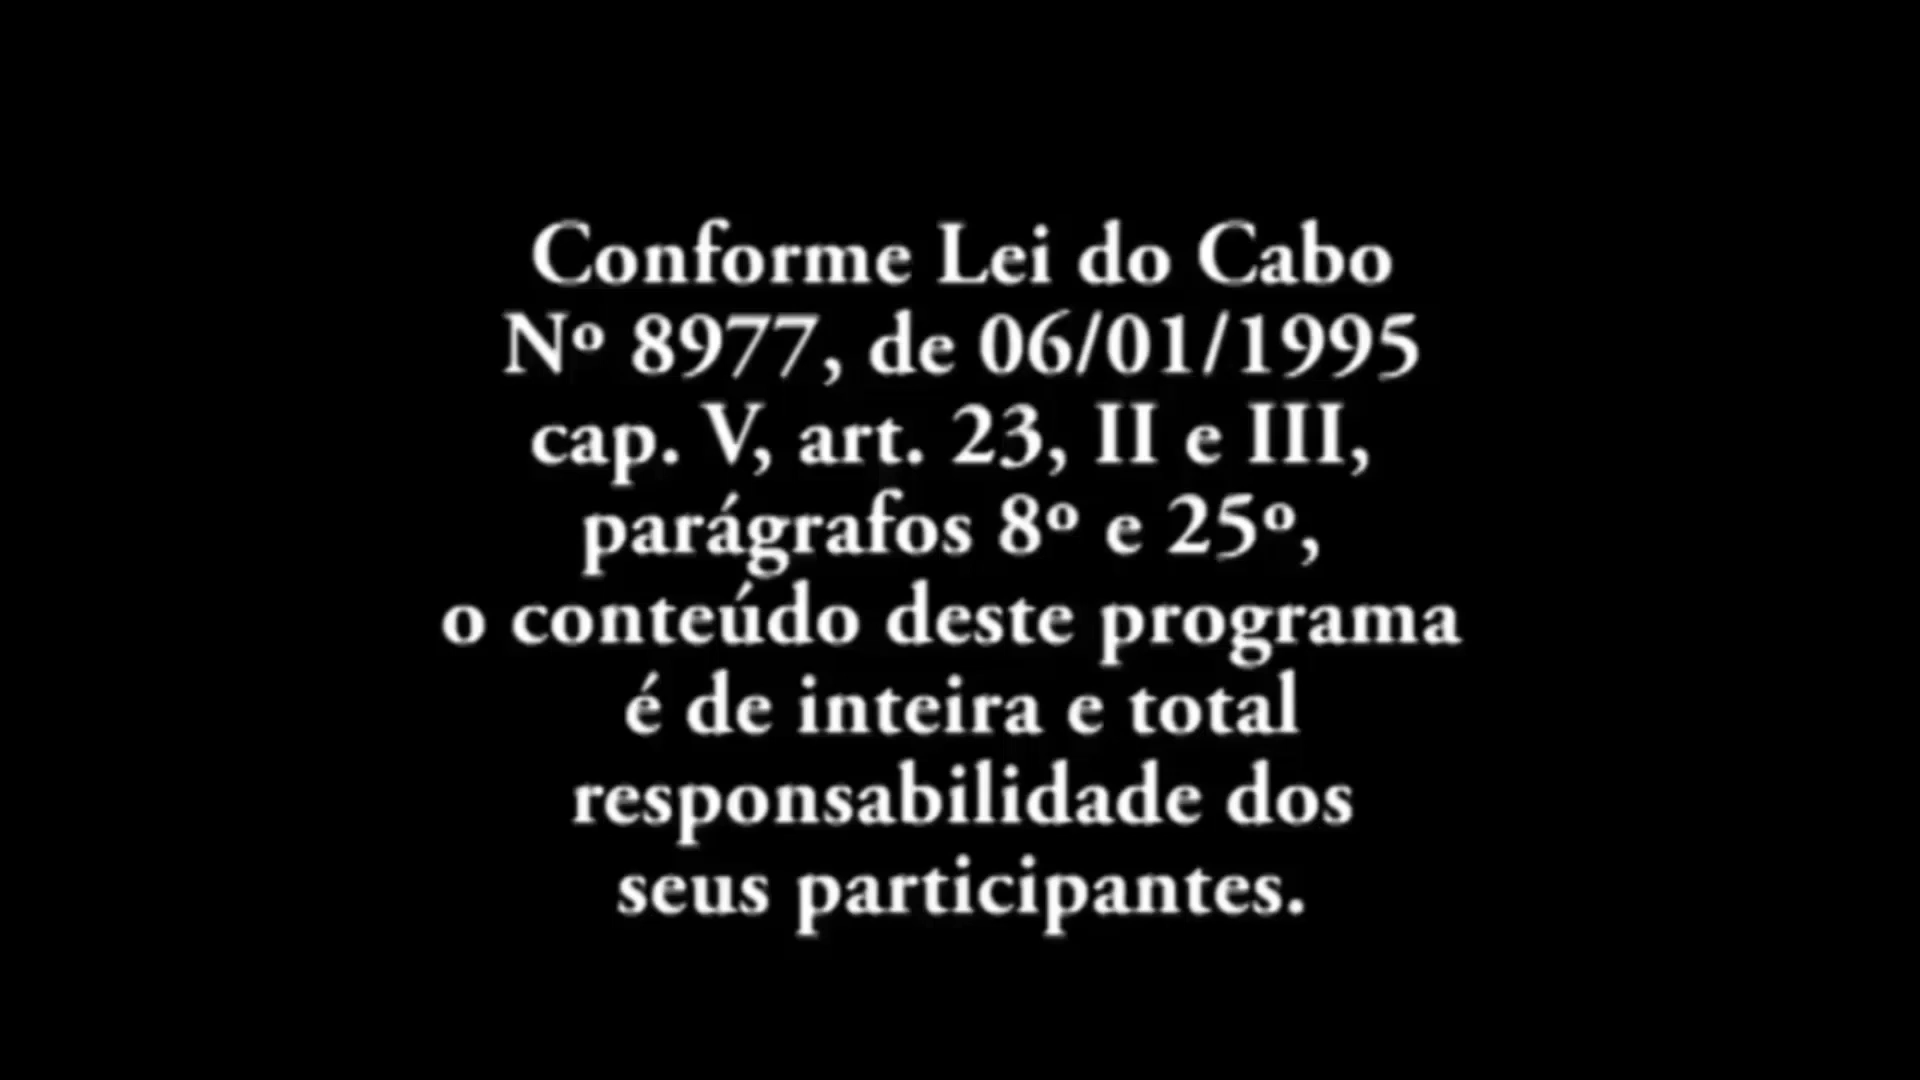 Conforme Lei do Cabo
Nº 8977, de 06/01/1995
cap. V, art. 23, II e III,
parágrafos 8º e 25º,
o conteúdo deste programa
é de inteira e total
responsabilidade dos
seus participantes.